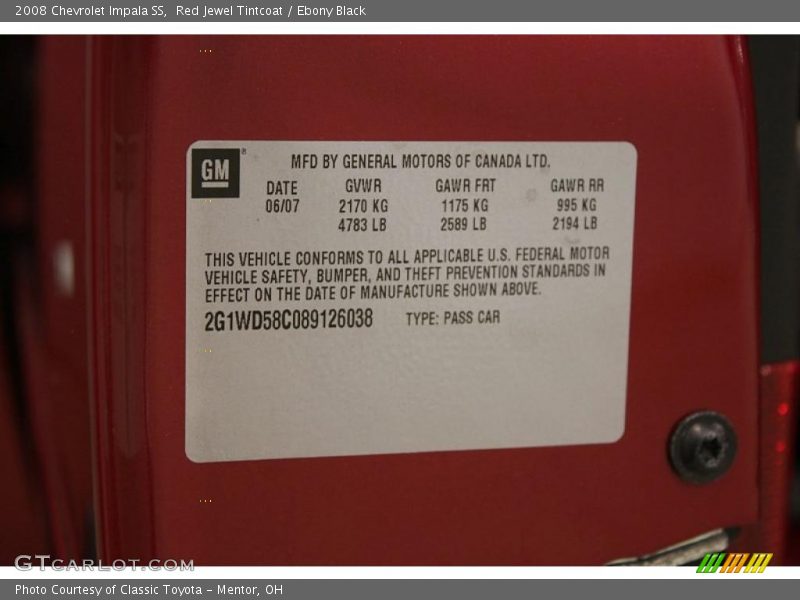 2008 Chevrolet Impala SS, Red Jewel Tintcoat / Ebony Black
GM ®
MFD BY GENERAL MOTORS OF CANADA LTD.
DATE GVWR GAWR FRT GAWR RR
06/07 2170 KG 1175 KG 995 KG
4783 LB 2589 LB 2194 LB
THIS VEHICLE CONFORMS TO ALL APPLICABLE U.S. FEDERAL MOTOR
VEHICLE SAFETY, BUMPER, AND THEFT PREVENTION STANDARDS IN
EFFECT ON THE DATE OF MANUFACTURE SHOWN ABOVE.
2G1WD58C089126038 TYPE: PASS CAR
GTCARLOT.COM
Photo Courtesy of Classic Toyota - Mentor, OH